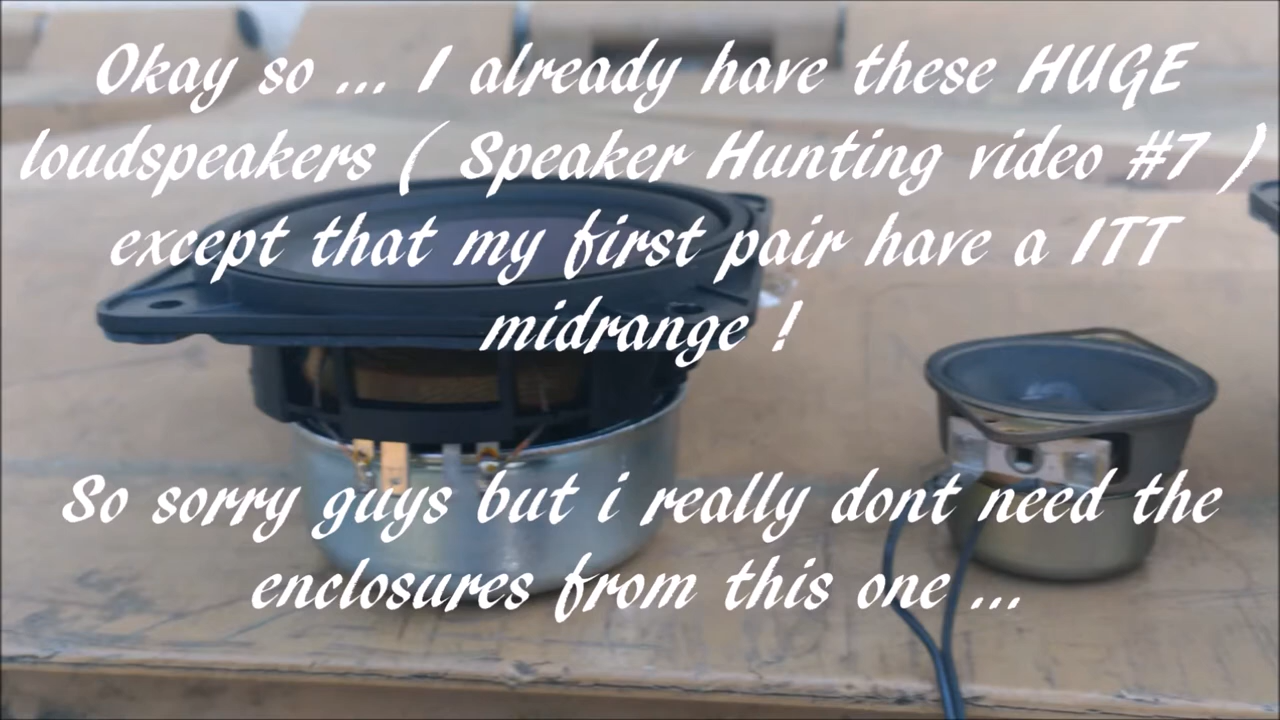 Okay so ... I already have these HUGE
loudspeakers ( Speaker Hunting video #7 )
except that my first pair have a ITT
midrange !
So sorry guys but i really dont need the
enclosures from this one ...